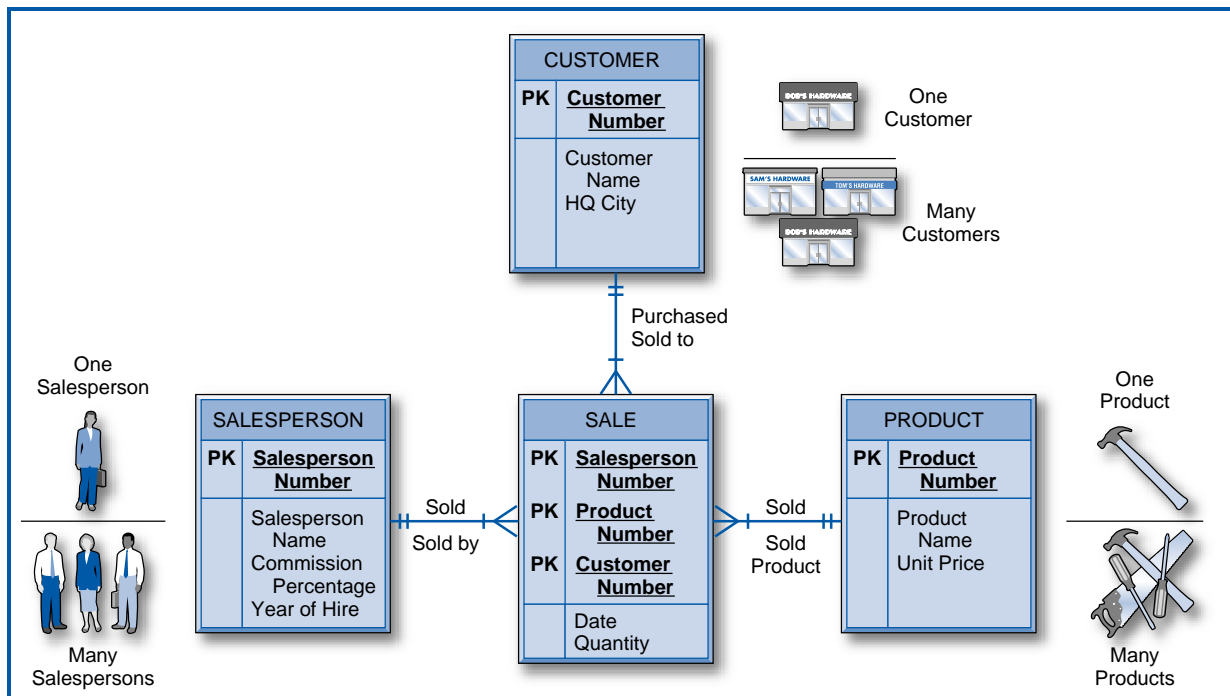 CUSTOMER
PK Customer
Number
Customer
Name
HQ City
BOB'S HARDWARE
One
Customer
SAM'S HARDWARE
TOM'S HARDWARE
BOB'S HARDWARE
Many
Customers
Purchased
Sold to
One
Salesperson
Many
Salespersons
SALESPERSON
PK Salesperson
Number
Salesperson
Name
Commission
Percentage
Year of Hire
Sold
Sold by
SALE
PK Salesperson
Number
PK Product
Number
PK Customer
Number
Date
Quantity
Sold
Sold
Product
PRODUCT
PK Product
Number
Product
Name
Unit Price
One
Product
Many
Products